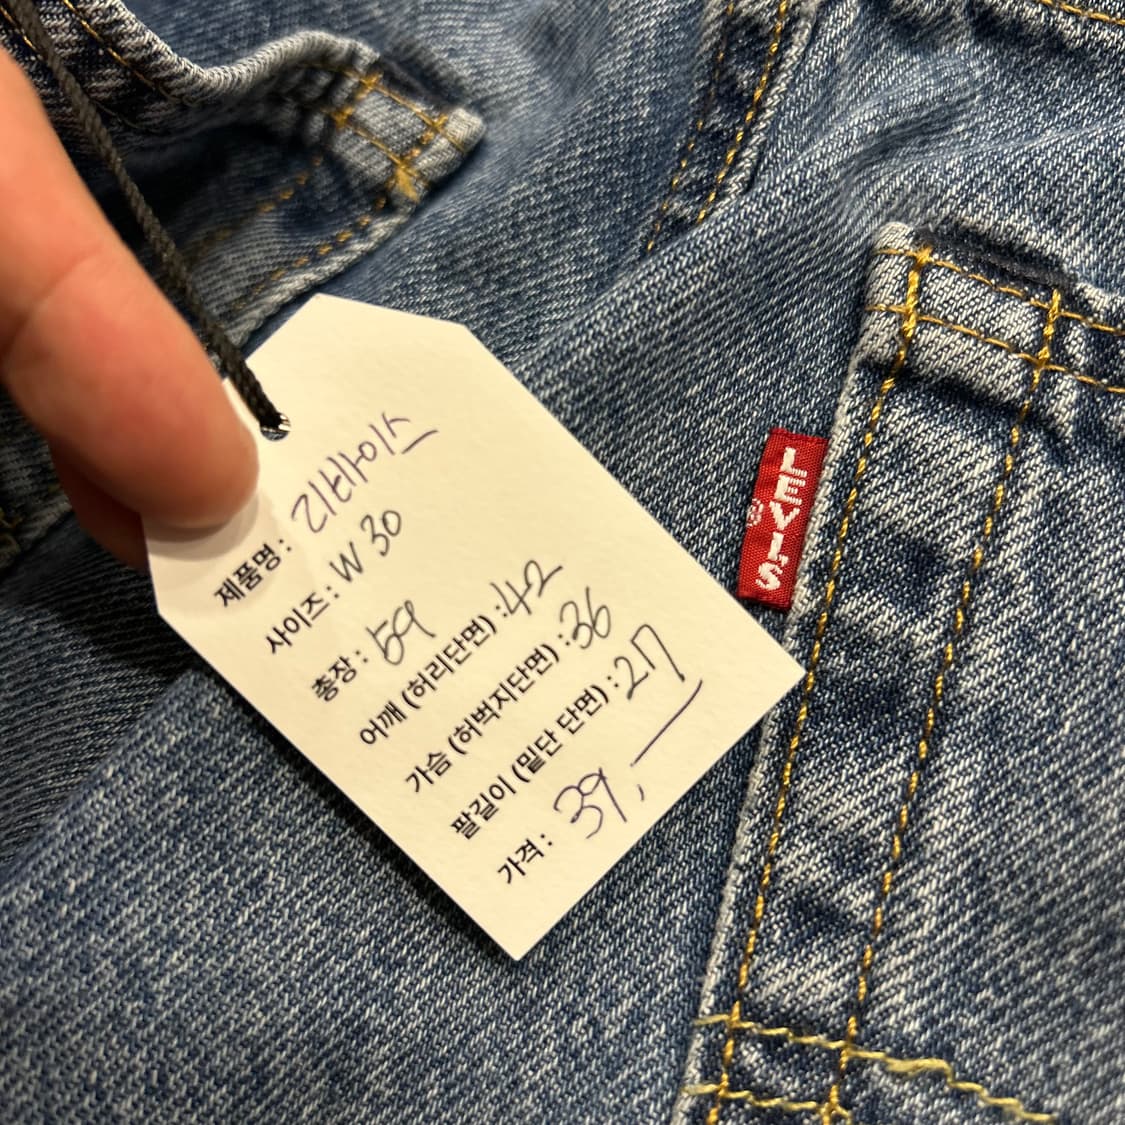 제품명 : 리바이스
사이즈 : W 30
총장 : 59
어깨 (허리단면) : 42
가슴 (허벅지단면) : 36
팔길이 (밑단 단면) : 27
가격 : 39,
LEVI'S
®